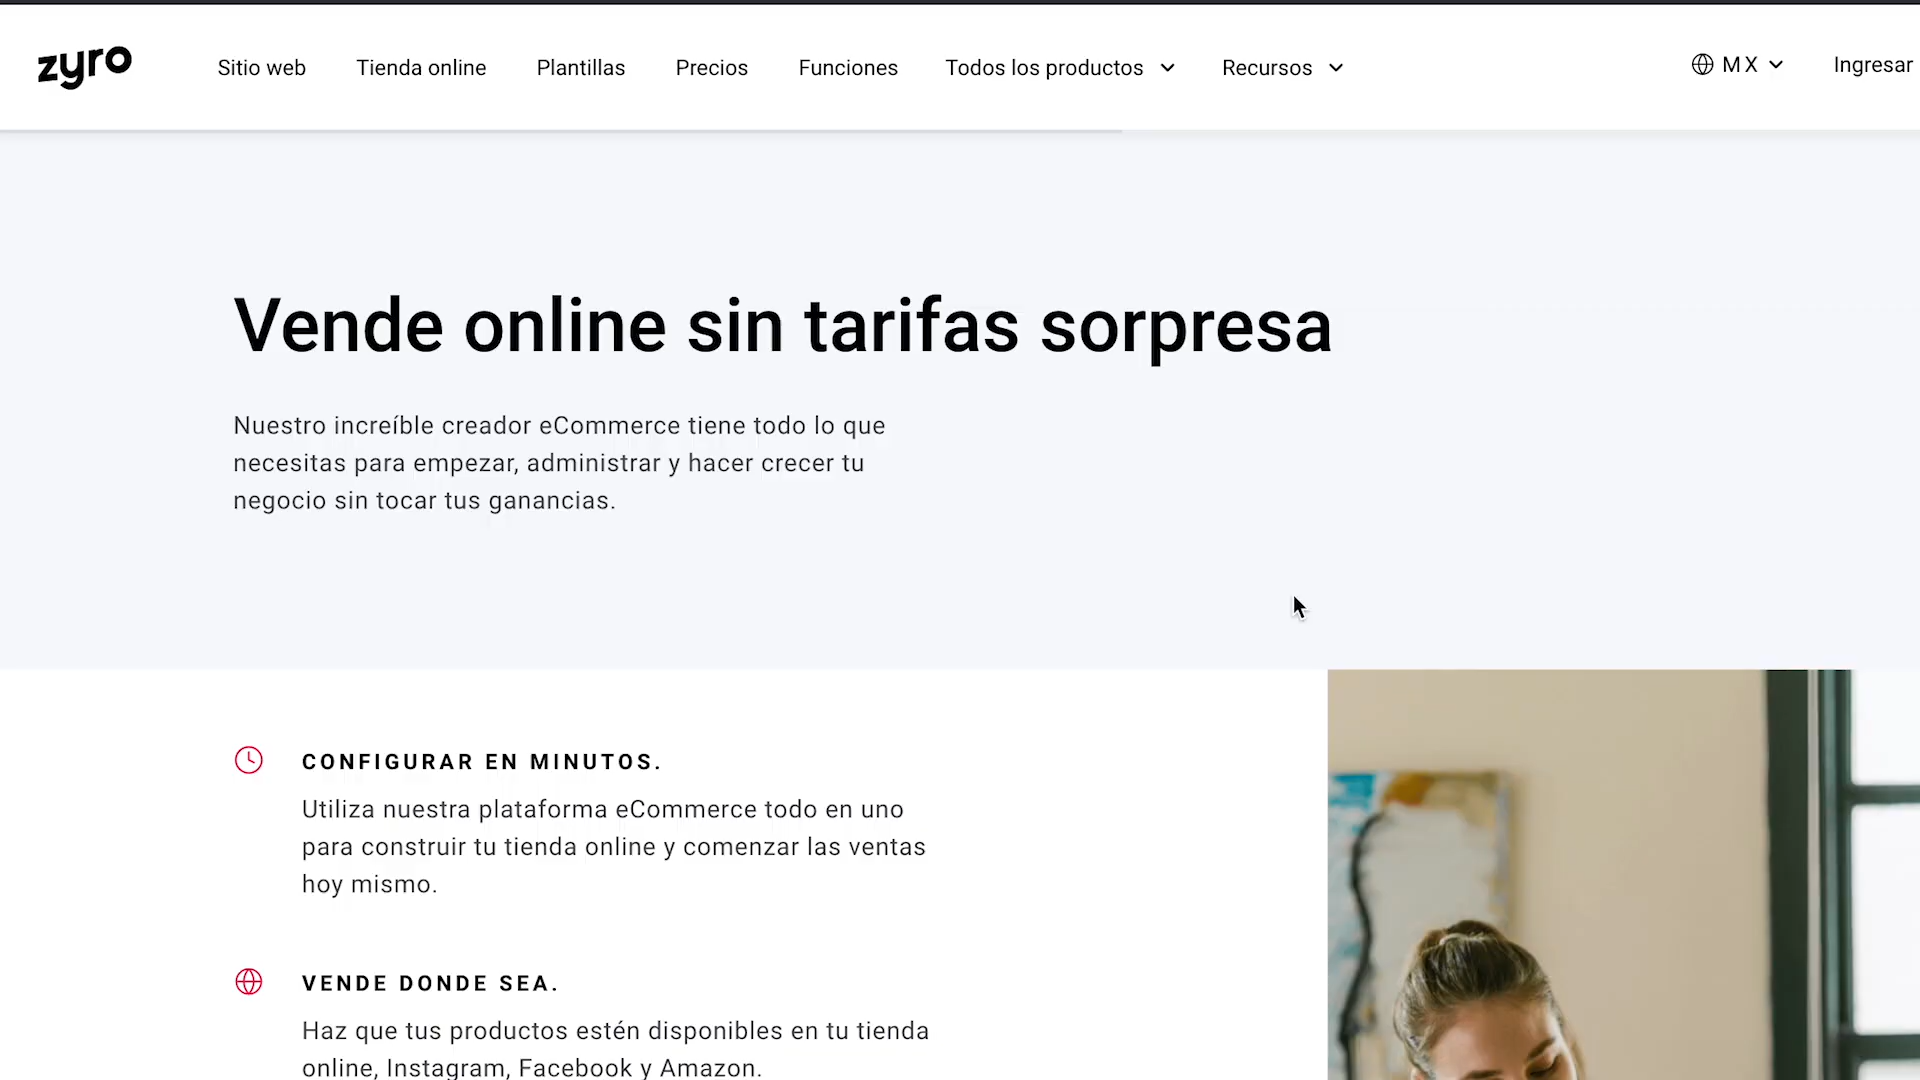 zyro
Sitio web
Tienda online
Plantillas
Precios
Funciones
Todos los productos
Recursos
MX
Ingresar
Vende online sin tarifas sorpresa
Nuestro increíble creador eCommerce tiene todo lo que
necesitas para empezar, administrar y hacer crecer tu
negocio sin tocar tus ganancias.
CONFIGURAR EN MINUTOS.
Utiliza nuestra plataforma eCommerce todo en uno
para construir tu tienda online y comenzar las ventas
hoy mismo.
VENDE DONDE SEA.
Haz que tus productos estén disponibles en tu tienda
online, Instagram, Facebook y Amazon.